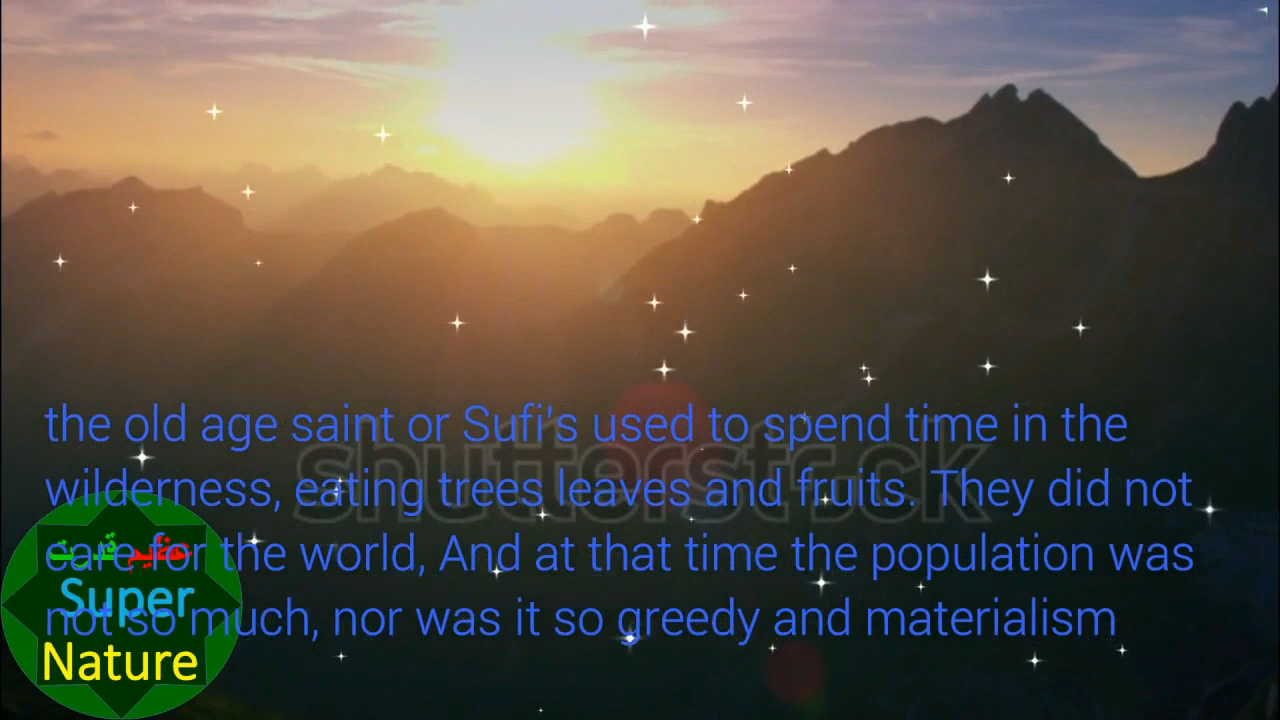 the old age saint or Sufi's used to spend time in the
wilderness, eating trees leaves and fruits. They did not
care for the world, And at that time the population was
not so much, nor was it so greedy and materialism
shutterstock
عظیم قدرت
Super
Nature